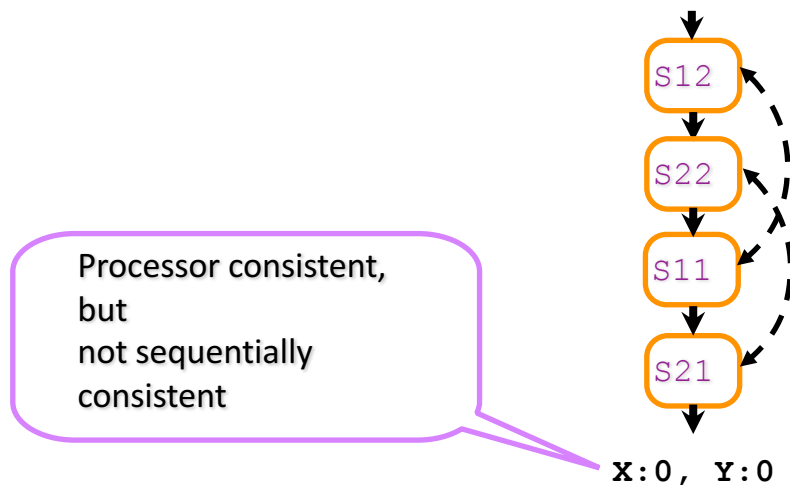 S12
S22
S11
S21
Processor consistent,
but
not sequentially
consistent
X:0, Y:0